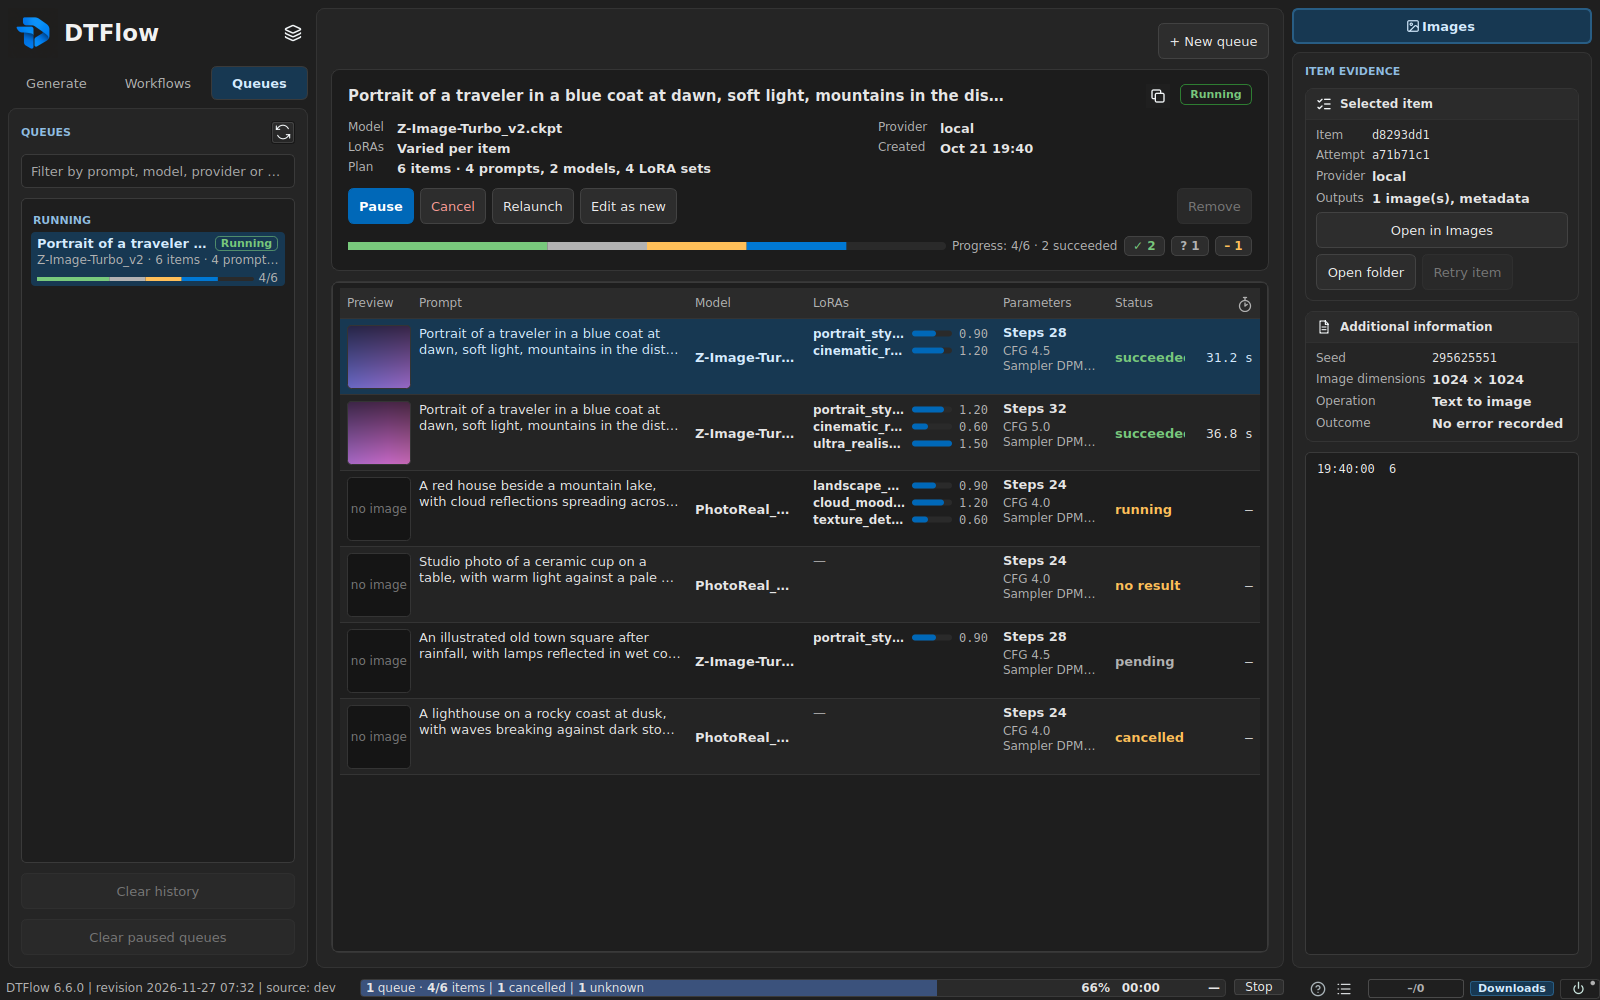 DTFlow
Generate
Workflows
Queues
QUEUES
Filter by prompt, model, provider or ...
RUNNING
Portrait of a traveler ...
Running
Z-Image-Turbo_v2 · 6 items · 4 prompt...
4/6
Clear history
Clear paused queues
+ New queue
Portrait of a traveler in a blue coat at dawn, soft light, mountains in the dis...
Running
Model Z-Image-Turbo_v2.ckpt
Provider local
LoRAs Varied per item
Created Oct 21 19:40
Plan 6 items · 4 prompts, 2 models, 4 LoRA sets
Pause
Cancel
Relaunch
Edit as new
Remove
Progress: 4/6 · 2 succeeded
✓ 2
? 1
– 1
Preview Prompt Model LoRAs Parameters Status
Portrait of a traveler in a blue coat at
dawn, soft light, mountains in the dist...
Z-Image-Tur...
portrait_sty... 0.90
cinematic_r... 1.20
Steps 28
CFG 4.5
Sampler DPM...
succeede
31.2 s
Portrait of a traveler in a blue coat at
dawn, soft light, mountains in the dist...
Z-Image-Tur...
portrait_sty... 1.20
cinematic_r... 0.60
ultra_realis... 1.50
Steps 32
CFG 5.0
Sampler DPM...
succeede
36.8 s
no image
A red house beside a mountain lake,
with cloud reflections spreading acros...
PhotoReal_...
landscape_... 0.90
cloud_mood... 1.20
texture_det... 0.60
Steps 24
CFG 4.0
Sampler DPM...
running
—
no image
Studio photo of a ceramic cup on a
table, with warm light against a pale ...
PhotoReal_...
—
Steps 24
CFG 4.0
Sampler DPM...
no result
—
no image
An illustrated old town square after
rainfall, with lamps reflected in wet co...
Z-Image-Tur...
portrait_sty... 0.90
Steps 28
CFG 4.5
Sampler DPM...
pending
—
no image
A lighthouse on a rocky coast at dusk,
with waves breaking against dark sto...
PhotoReal_...
—
Steps 24
CFG 4.0
Sampler DPM...
cancelled
—
Images
ITEM EVIDENCE
Selected item
Item d8293dd1
Attempt a71b71c1
Provider local
Outputs 1 image(s), metadata
Open in Images
Open folder
Retry item
Additional information
Seed 295625551
Image dimensions 1024 × 1024
Operation Text to image
Outcome No error recorded
19:40:00 6
DTFlow 6.6.0 | revision 2026-11-27 07:32 | source: dev
1 queue · 4/6 items | 1 cancelled | 1 unknown
66% 00:00 —
Stop
–/0
Downloads